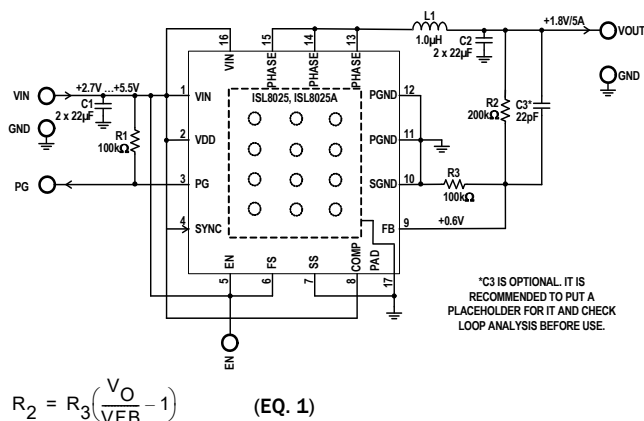 L1
1.0µH
+1.8V/5A
VOUT
C2
2 x 22µF
GND
16
15
14
13
VIN
PHASE
PHASE
PHASE
VIN
+2.7V …+5.5V
C1
2 x 22µF
GND
R1
100kΩ
PG
1
VIN
2
VDD
3
PG
4
SYNC
ISL8025, ISL8025A
PGND
12
PGND
11
SGND
10
FB
9
R2
200kΩ
C3*
22pF
R3
100kΩ
+0.6V
EN
FS
SS
COMP
PAD
5
6
7
8
17
EN
*C3 IS OPTIONAL. IT IS
RECOMMENDED TO PUT A
PLACEHOLDER FOR IT AND CHECK
LOOP ANALYSIS BEFORE USE.
R2 = R3(VO/VFB – 1) (EQ. 1)